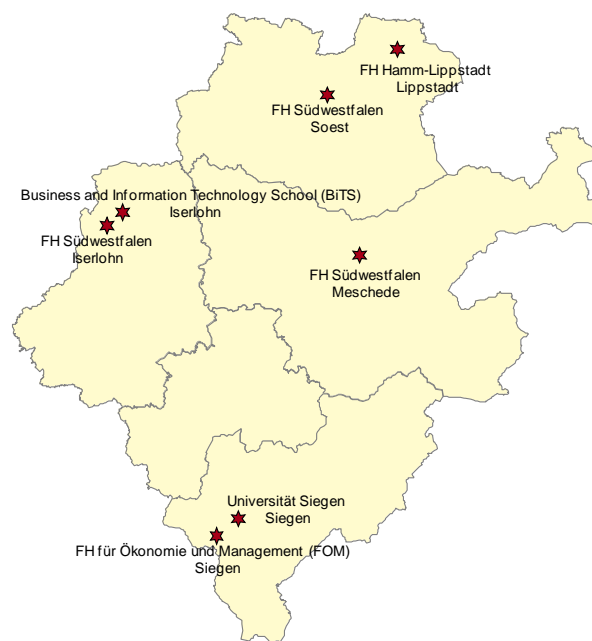 FH Hamm-Lippstadt
Lippstadt
FH Südwestfalen
Soest
Business and Information Technology School (BiTS)
Iserlohn
FH Südwestfalen
Iserlohn
FH Südwestfalen
Meschede
Universität Siegen
Siegen
FH für Ökonomie und Management (FOM)
Siegen